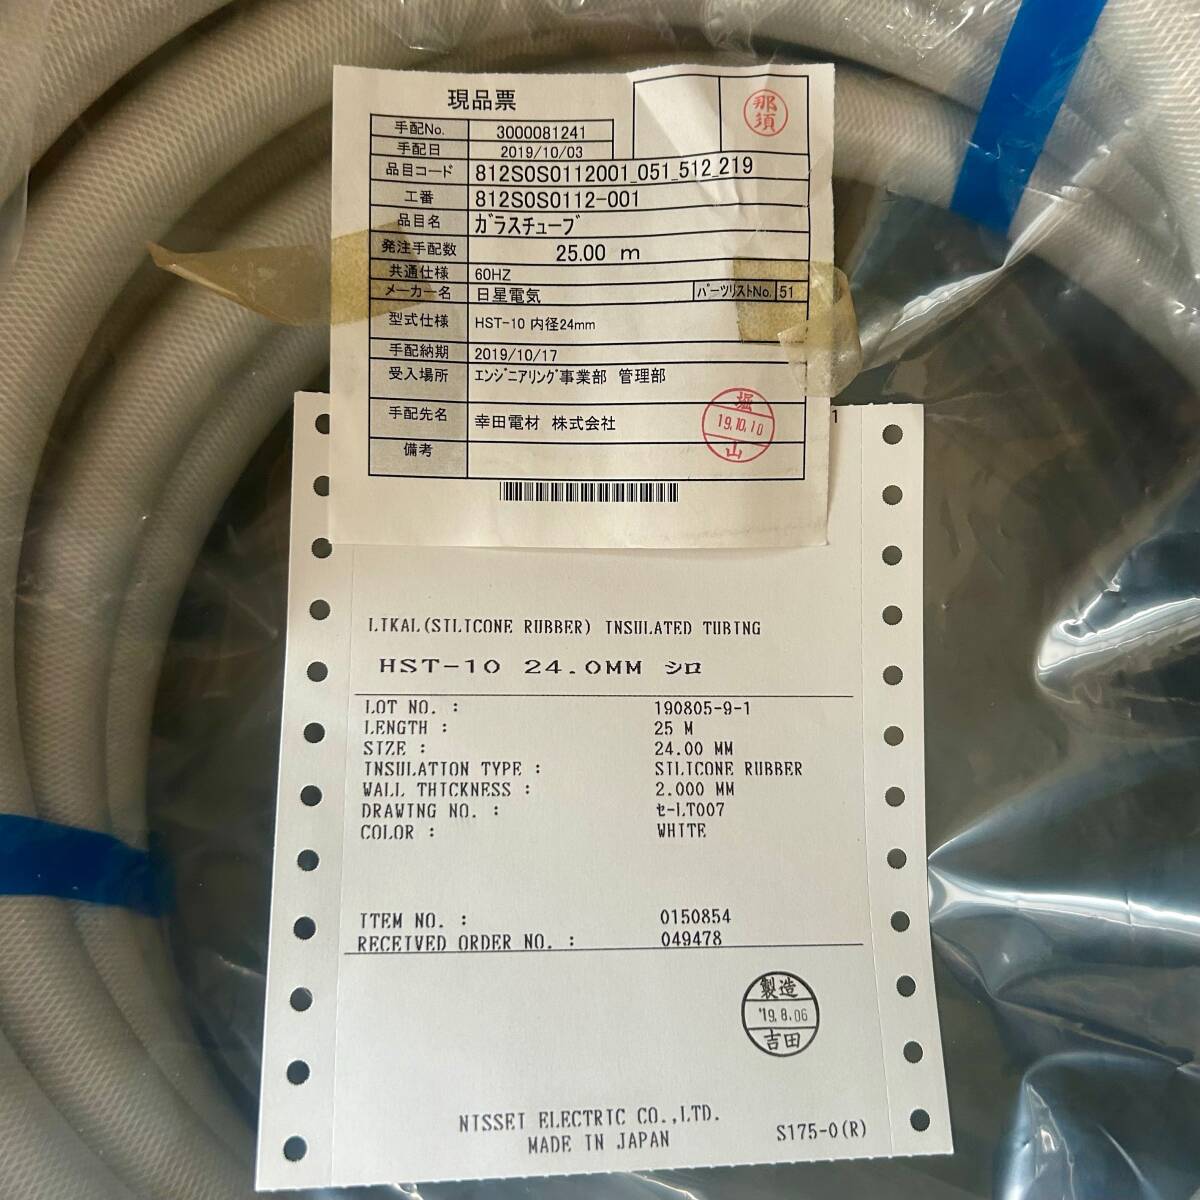 現品票
那須
手配No. 3000081241
手配日 2019/10/03
品目コード 812S0S0112001_051_512_219
工番 812S0S0112-001
品目名 ｶﾞﾗｽﾁｭｰﾌﾞ
発注手配数 25.00 m
共通仕様 60HZ
メーカー名 日星電気 ﾊﾟｰﾂﾘｽﾄNo. 51
型式仕様 HST-10 内径24mm
手配納期 2019/10/17
受入場所 ｴﾝｼﾞﾆｱﾘﾝｸﾞ事業部 管理部
手配先名 幸田電材 株式会社
堀
19.10.10
山
備考
1
LIKAL(SILICONE RUBBER) INSULATED TUBING
HST-10 24.0MM シロ
LOT NO. : 190805-9-1
LENGTH : 25 M
SIZE : 24.00 MM
INSULATION TYPE : SILICONE RUBBER
WALL THICKNESS : 2.000 MM
DRAWING NO. : ｾ-LT007
COLOR : WHITE
ITEM NO. : 0150854
RECEIVED ORDER NO. : 049478
製造
'19.8.06
吉田
NISSEI ELECTRIC CO.,LTD.
MADE IN JAPAN
S175-0(R)